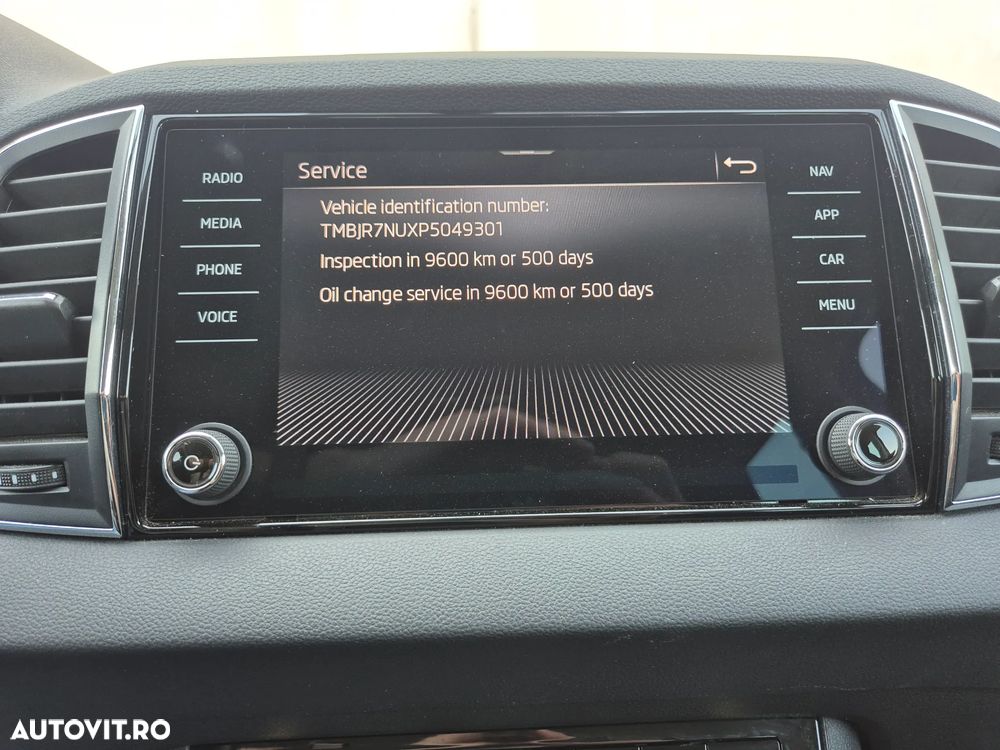 Service
RADIO
MEDIA
PHONE
VOICE
Vehicle identification number:
TMBJR7NUXP5049301
Inspection in 9600 km or 500 days
Oil change service in 9600 km or 500 days
NAV
APP
CAR
MENU
AUTOVIT.RO